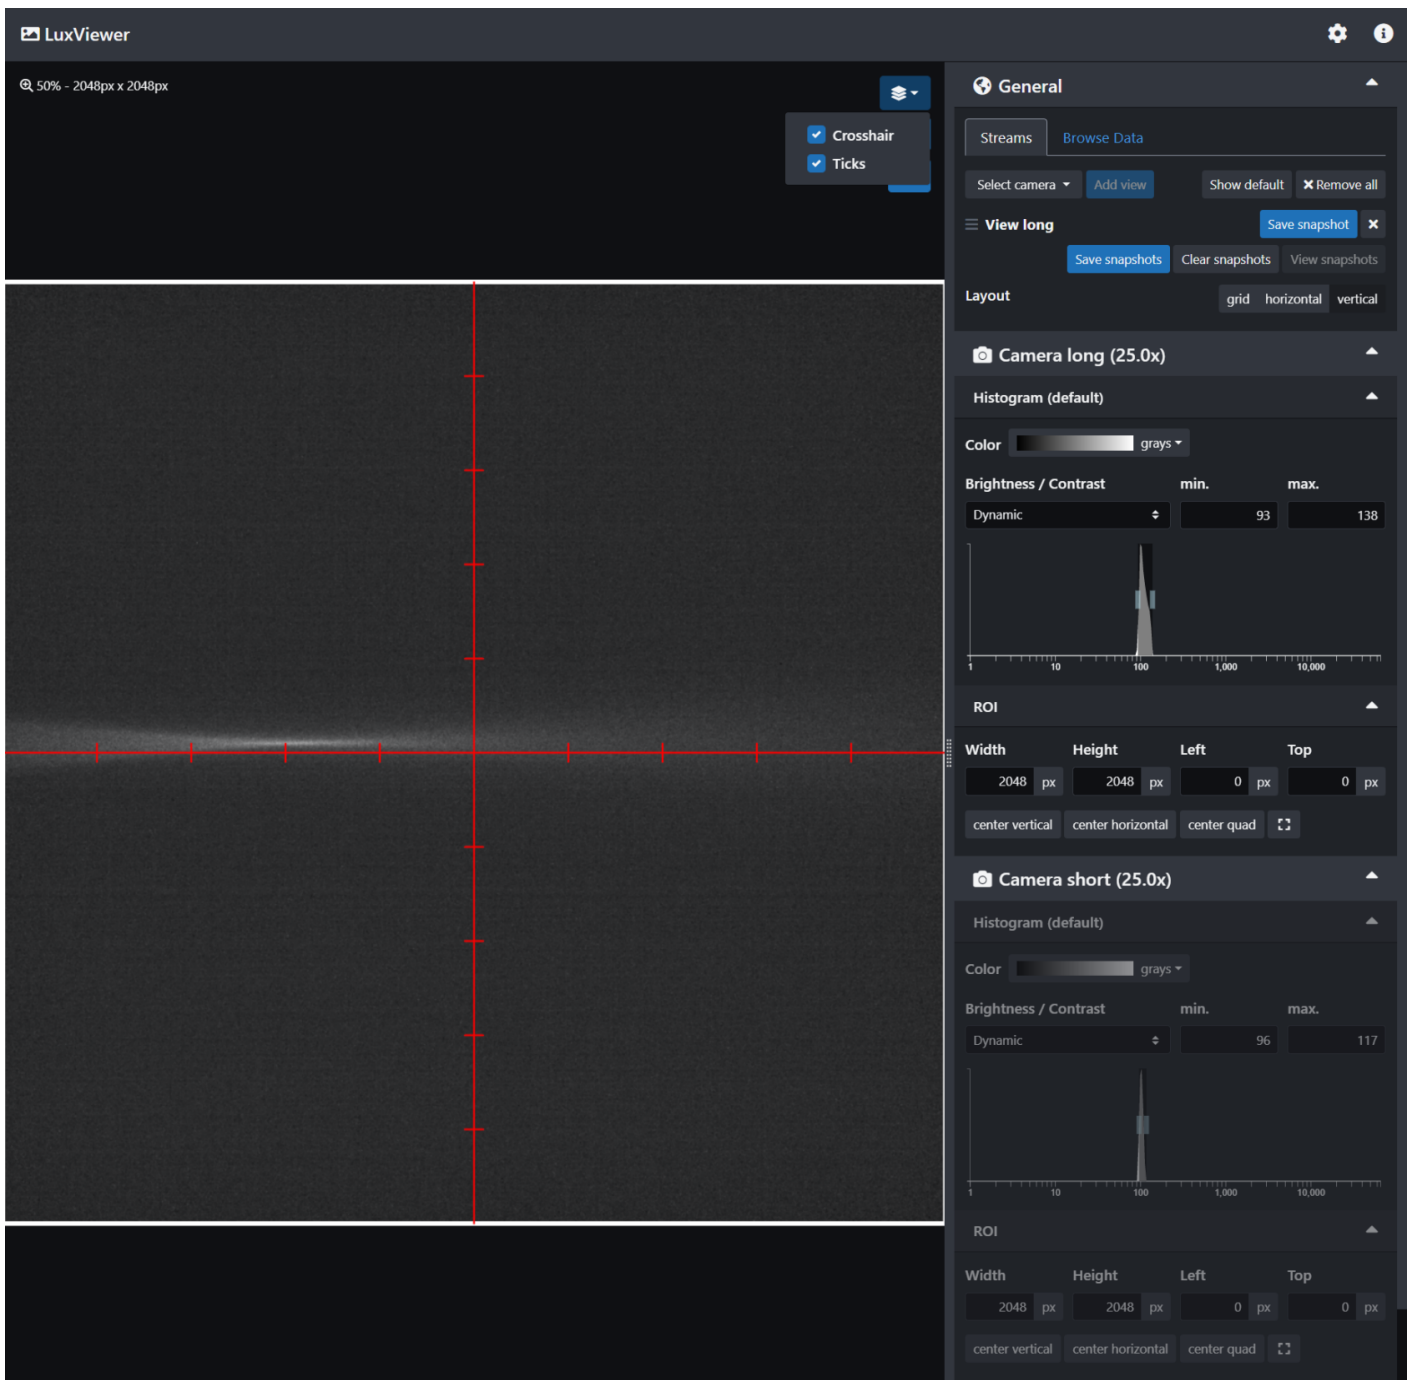 LuxViewer
50% - 2048px x 2048px
Crosshair
Ticks
General
Streams Browse Data
Select camera Add view Show default Remove all
View long Save snapshot
Save snapshots Clear snapshots View snapshots
Layout grid horizontal vertical
Camera long (25.0x)
Histogram (default)
Color grays
Brightness / Contrast min. max.
Dynamic 93 138
1 10 100 1,000 10,000
ROI
Width Height Left Top
2048 px 2048 px 0 px 0 px
center vertical center horizontal center quad
Camera short (25.0x)
Histogram (default)
Color grays
Brightness / Contrast min. max.
Dynamic 96 117
1 10 100 1,000 10,000
ROI
Width Height Left Top
2048 px 2048 px 0 px 0 px
center vertical center horizontal center quad